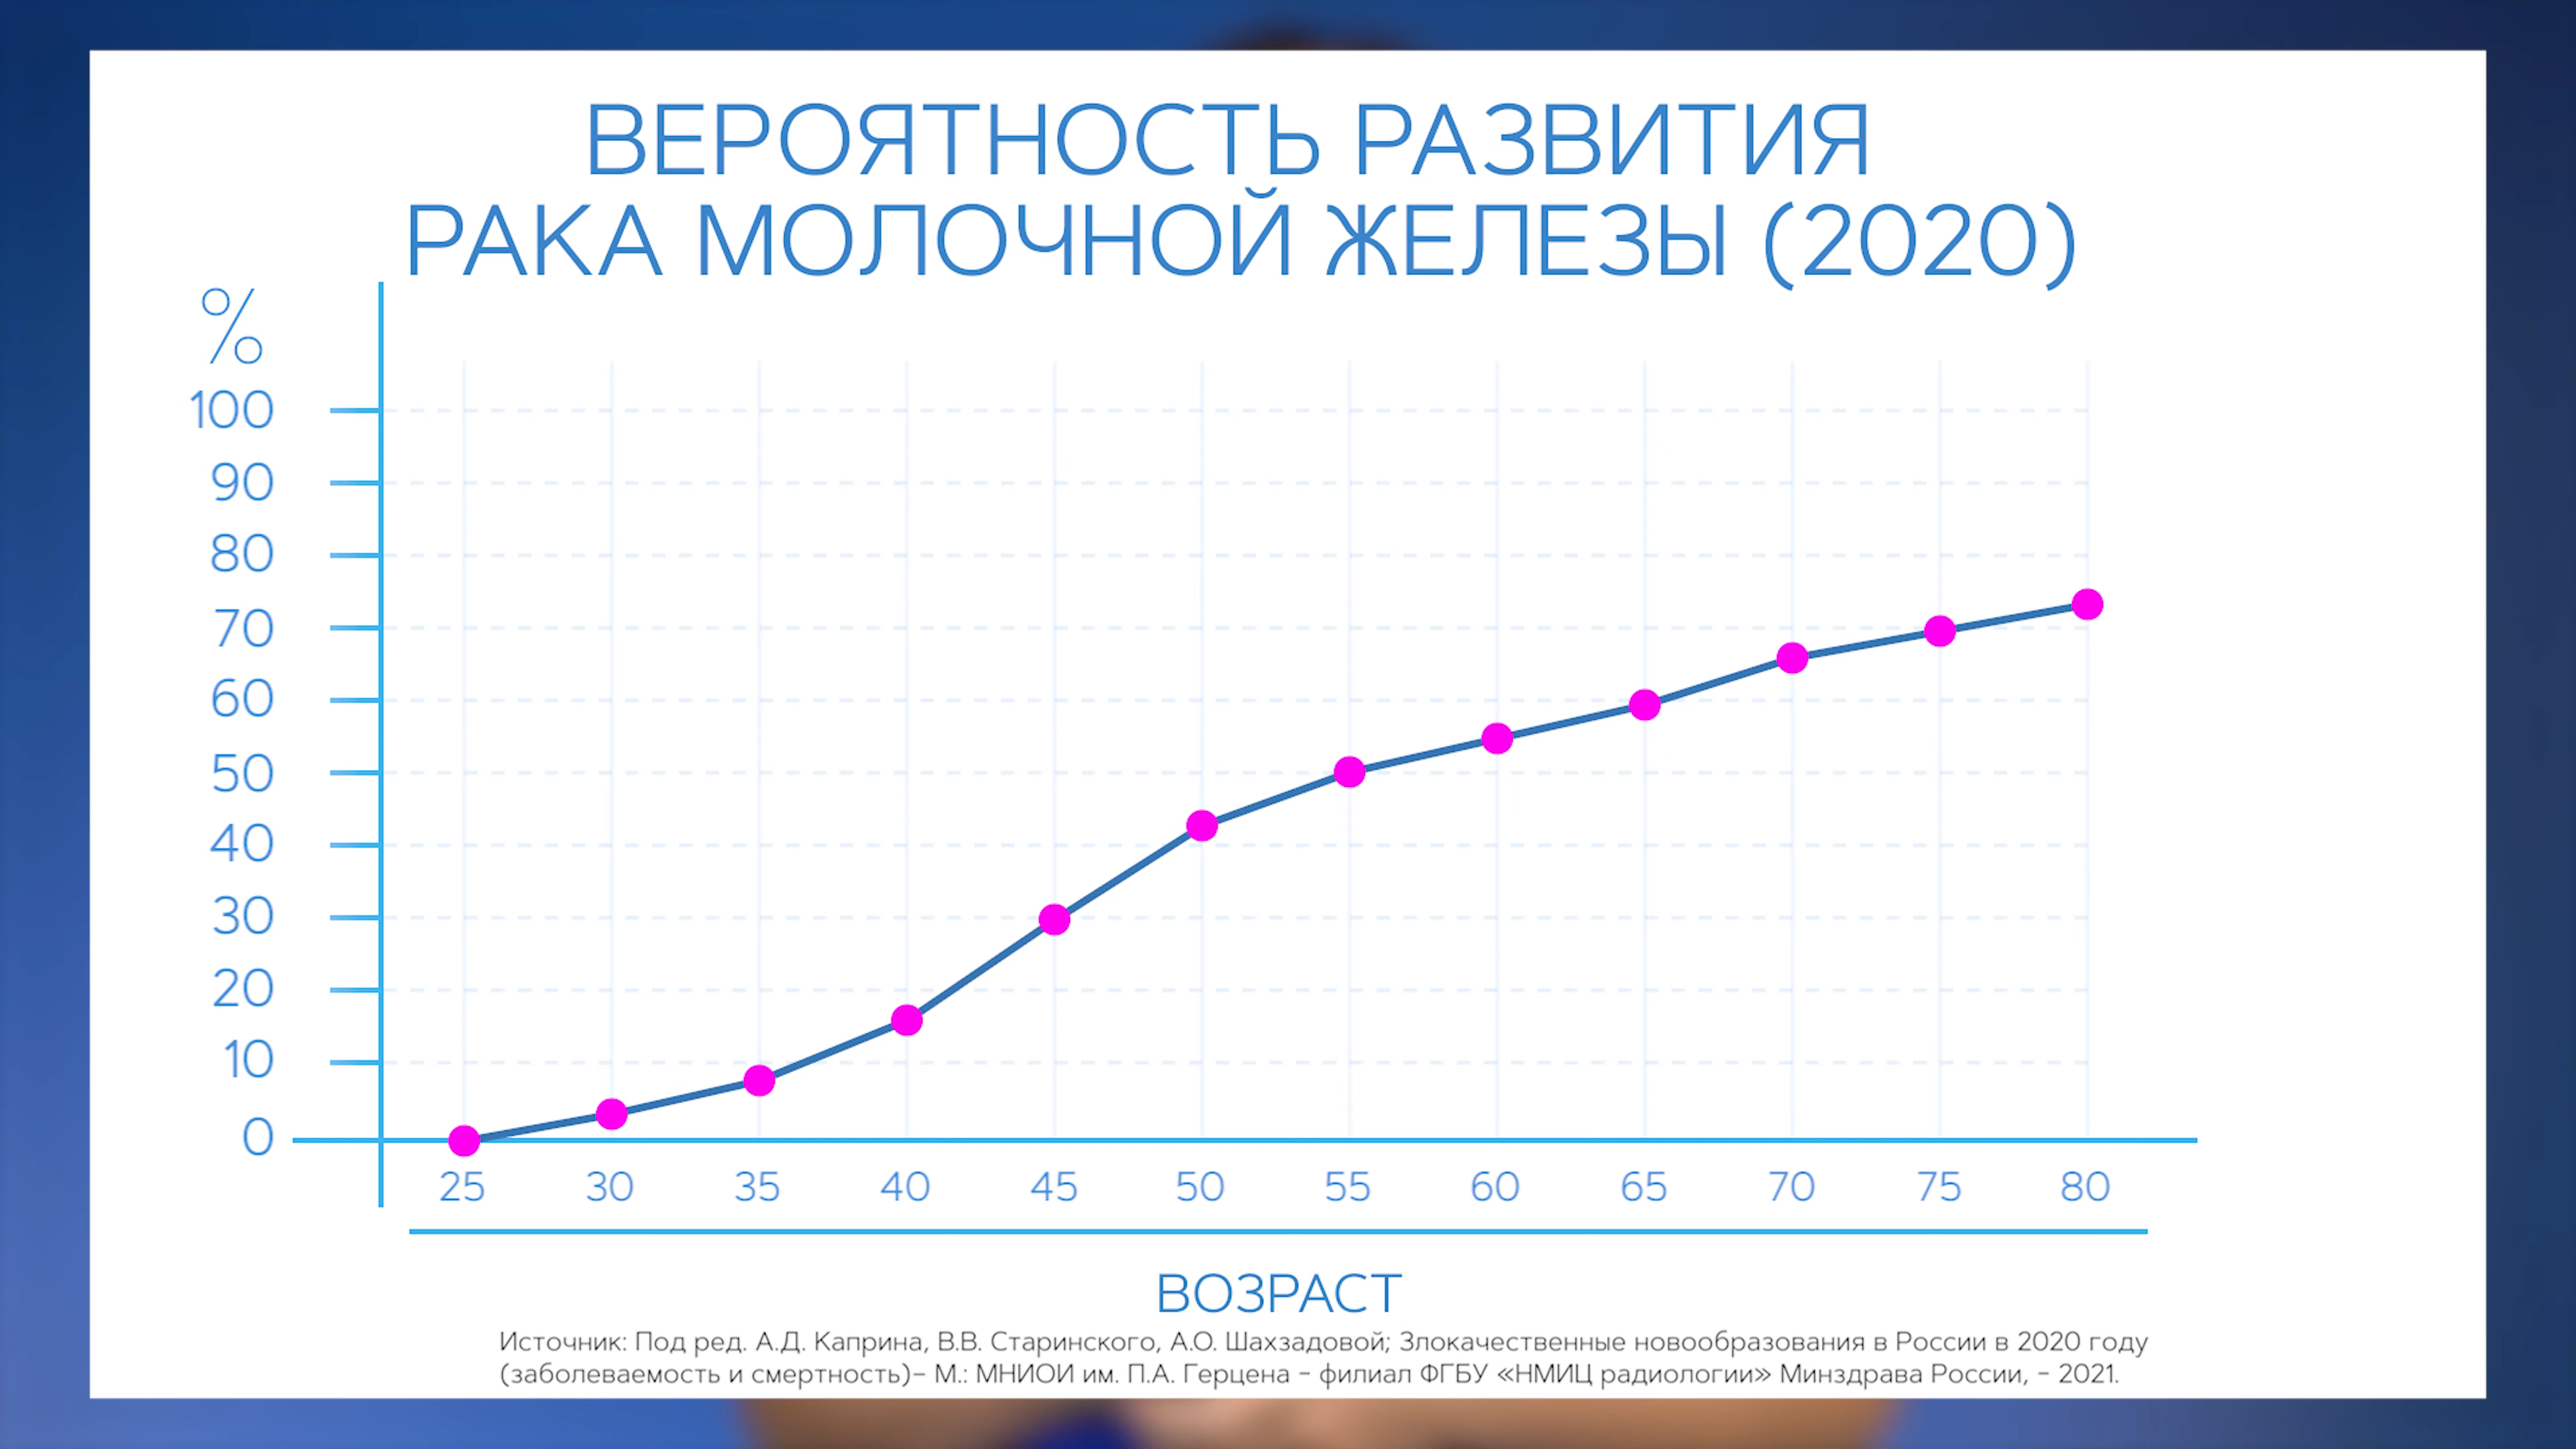 ВЕРОЯТНОСТЬ РАЗВИТИЯ
РАКА МОЛОЧНОЙ ЖЕЛЕЗЫ (2020)
%
100
90
80
70
60
50
40
30
20
10
0
25 30 35 40 45 50 55 60 65 70 75 80
ВОЗРАСТ
Источник: Под ред. А.Д. Каприна, В.В. Старинского, А.О. Шахзадовой; Злокачественные новообразования в России в 2020 году
(заболеваемость и смертность)– М.: МНИОИ им. П.А. Герцена – филиал ФГБУ «НМИЦ радиологии» Минздрава России, – 2021.